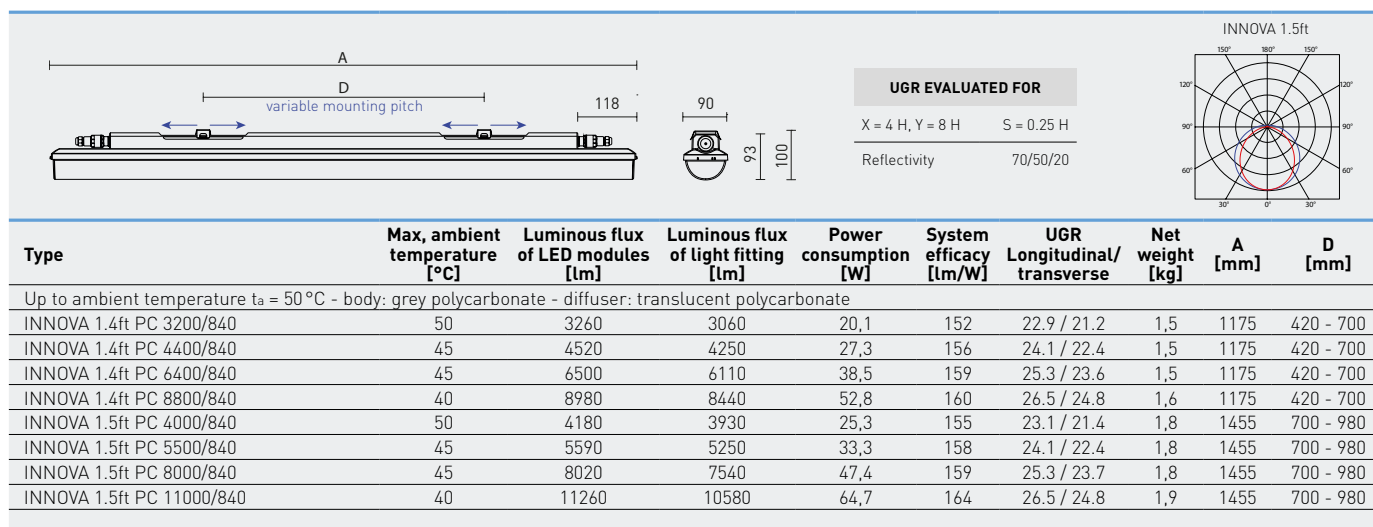 INNOVA 1.5ft
150° 180° 150°
120° 120°
90° 90°
60° 60°
30° 0° 30°
A
D
variable mounting pitch
118
90
93
100
UGR EVALUATED FOR
X = 4 H, Y = 8 H S = 0.25 H
Reflectivity 70/50/20
Type Max, ambient temperature [°C] Luminous flux of LED modules [lm] Luminous flux of light fitting [lm] Power consumption [W] System efficacy [lm/W] UGR Longitudinal/ transverse Net weight [kg] A [mm] D [mm]
Up to ambient temperature ta = 50°C - body: grey polycarbonate - diffuser: translucent polycarbonate
INNOVA 1.4ft PC 3200/840 50 3260 3060 20,1 152 22.9 / 21.2 1,5 1175 420 - 700
INNOVA 1.4ft PC 4400/840 45 4520 4250 27,3 156 24.1 / 22.4 1,5 1175 420 - 700
INNOVA 1.4ft PC 6400/840 45 6500 6110 38,5 159 25.3 / 23.6 1,5 1175 420 - 700
INNOVA 1.4ft PC 8800/840 40 8980 8440 52,8 160 26.5 / 24.8 1,6 1175 420 - 700
INNOVA 1.5ft PC 4000/840 50 4180 3930 25,3 155 23.1 / 21.4 1,8 1455 700 - 980
INNOVA 1.5ft PC 5500/840 45 5590 5250 33,3 158 24.1 / 22.4 1,8 1455 700 - 980
INNOVA 1.5ft PC 8000/840 45 8020 7540 47,4 159 25.3 / 23.7 1,8 1455 700 - 980
INNOVA 1.5ft PC 11000/840 40 11260 10580 64,7 164 26.5 / 24.8 1,9 1455 700 - 980